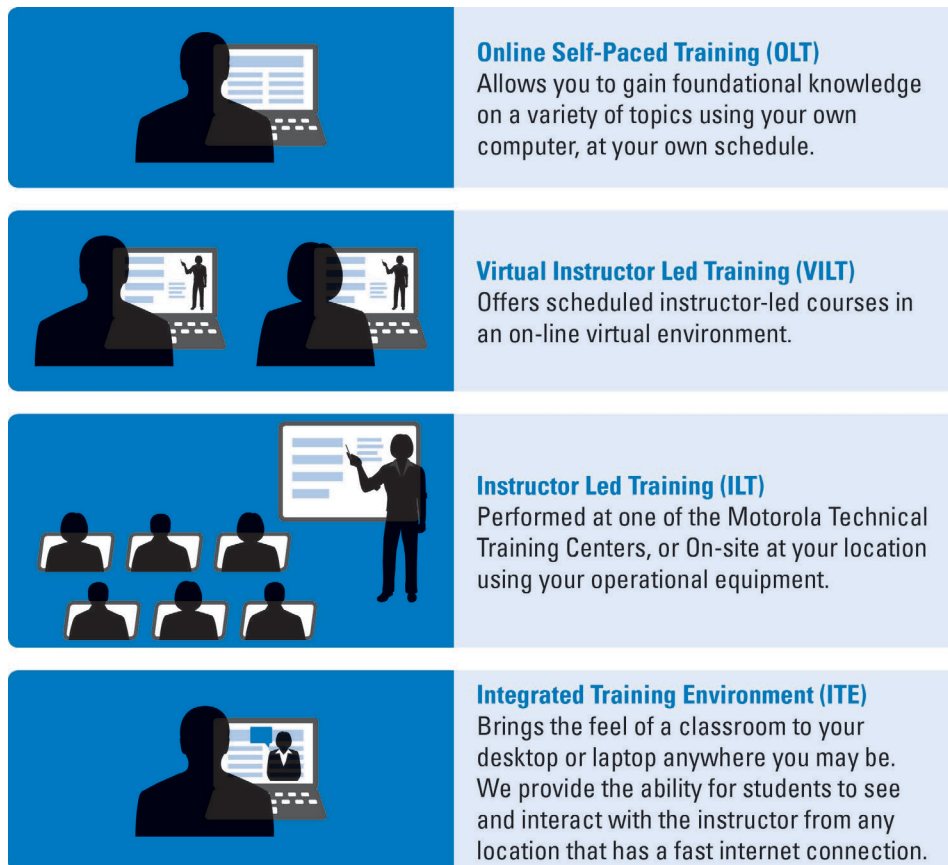 Online Self-Paced Training (OLT)
Allows you to gain foundational knowledge
on a variety of topics using your own
computer, at your own schedule.
Virtual Instructor Led Training (VILT)
Offers scheduled instructor-led courses in
an on-line virtual environment.
Instructor Led Training (ILT)
Performed at one of the Motorola Technical
Training Centers, or On-site at your location
using your operational equipment.
Integrated Training Environment (ITE)
Brings the feel of a classroom to your
desktop or laptop anywhere you may be.
We provide the ability for students to see
and interact with the instructor from any
location that has a fast internet connection.